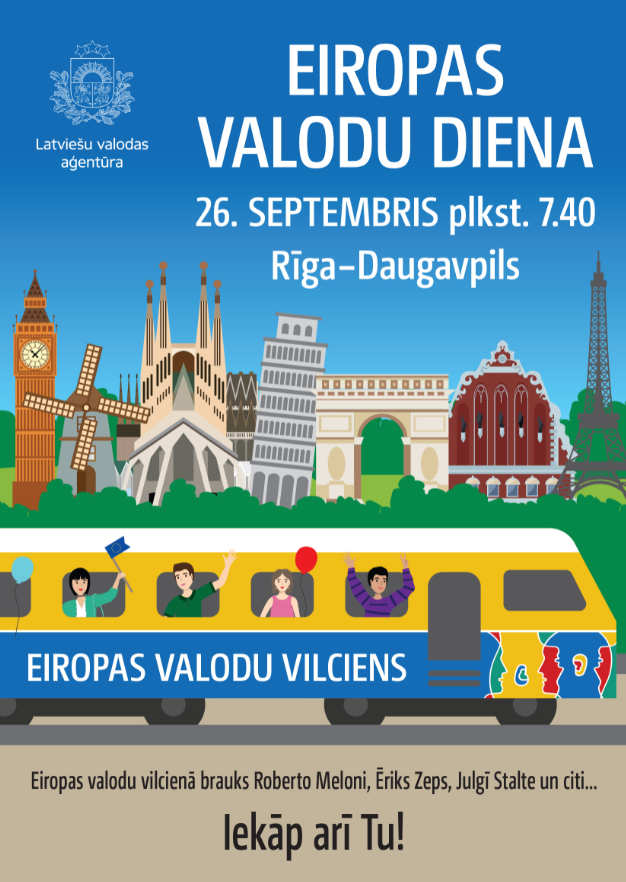 Latviešu valodas
aģentūra
EIROPAS
VALODU DIENA
26. SEPTEMBRIS plkst. 7.40
Rīga–Daugavpils
EIROPAS VALODU VILCIENS
Eiropas valodu vilcienā brauks Roberto Meloni, Ēriks Zeps, Julgī Stalte un citi...
Iekāp arī Tu!